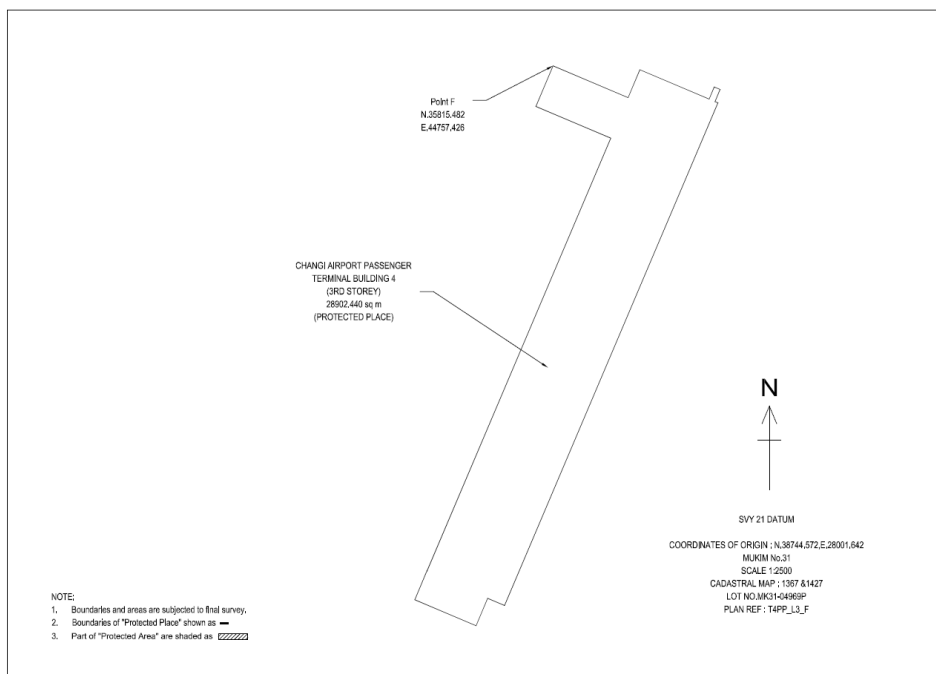 Point F
N.35815.482
E.44757.426
CHANGI AIRPORT PASSENGER
TERMINAL BUILDING 4
(3RD STOREY)
28902.440 sq m
(PROTECTED PLACE)
N
SVY 21 DATUM
COORDINATES OF ORIGIN : N.38744.572,E.28001.642
MUKIM No.31
SCALE 1:2500
CADASTRAL MAP : 1367 &1427
LOT NO.MK31-04969P
PLAN REF : T4PP_L3_F
NOTE:
1. Boundaries and areas are subjected to final survey.
2. Boundaries of "Protected Place" shown as
3. Part of "Protected Area" are shaded as